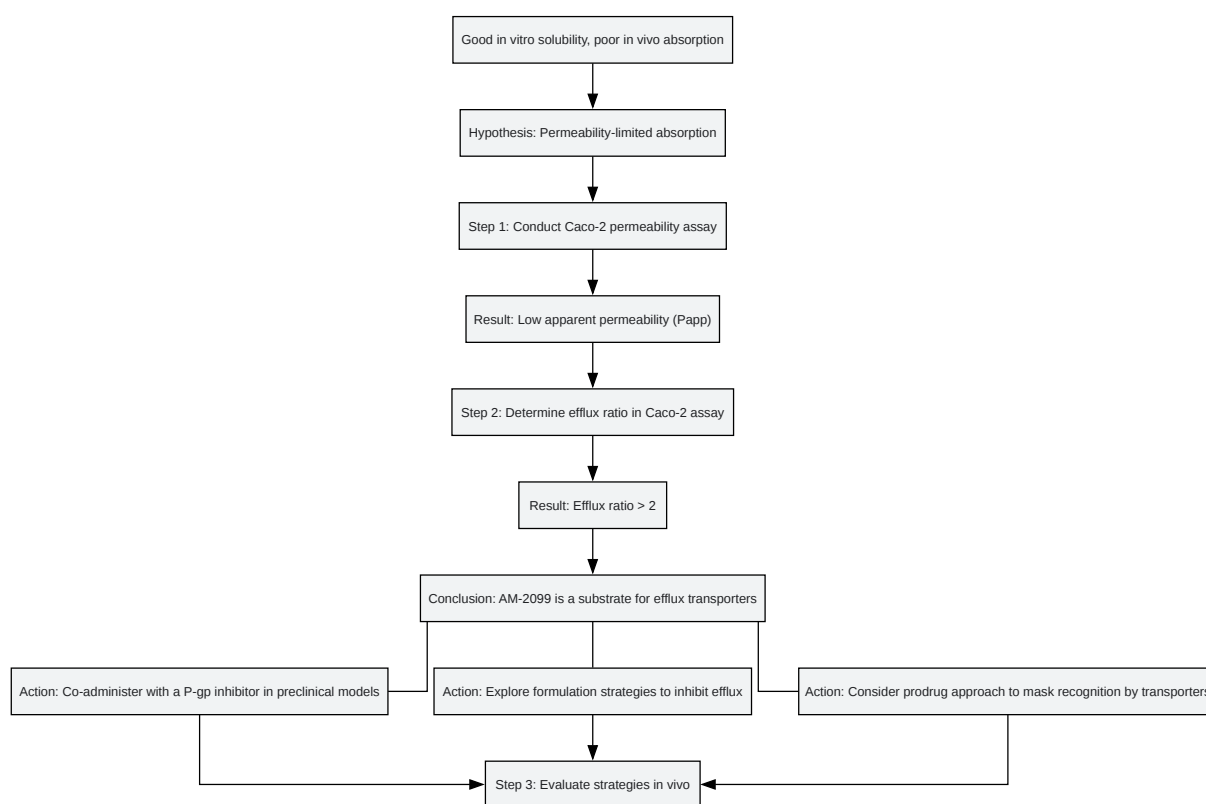 Good in vitro solubility, poor in vivo absorption
Hypothesis: Permeability-limited absorption
Step 1: Conduct Caco-2 permeability assay
Result: Low apparent permeability (Papp)
Step 2: Determine efflux ratio in Caco-2 assay
Result: Efflux ratio > 2
Conclusion: AM-2099 is a substrate for efflux transporters
Action: Co-administer with a P-gp inhibitor in preclinical models
Action: Explore formulation strategies to inhibit efflux
Action: Consider prodrug approach to mask recognition by transporters
Step 3: Evaluate strategies in vivo